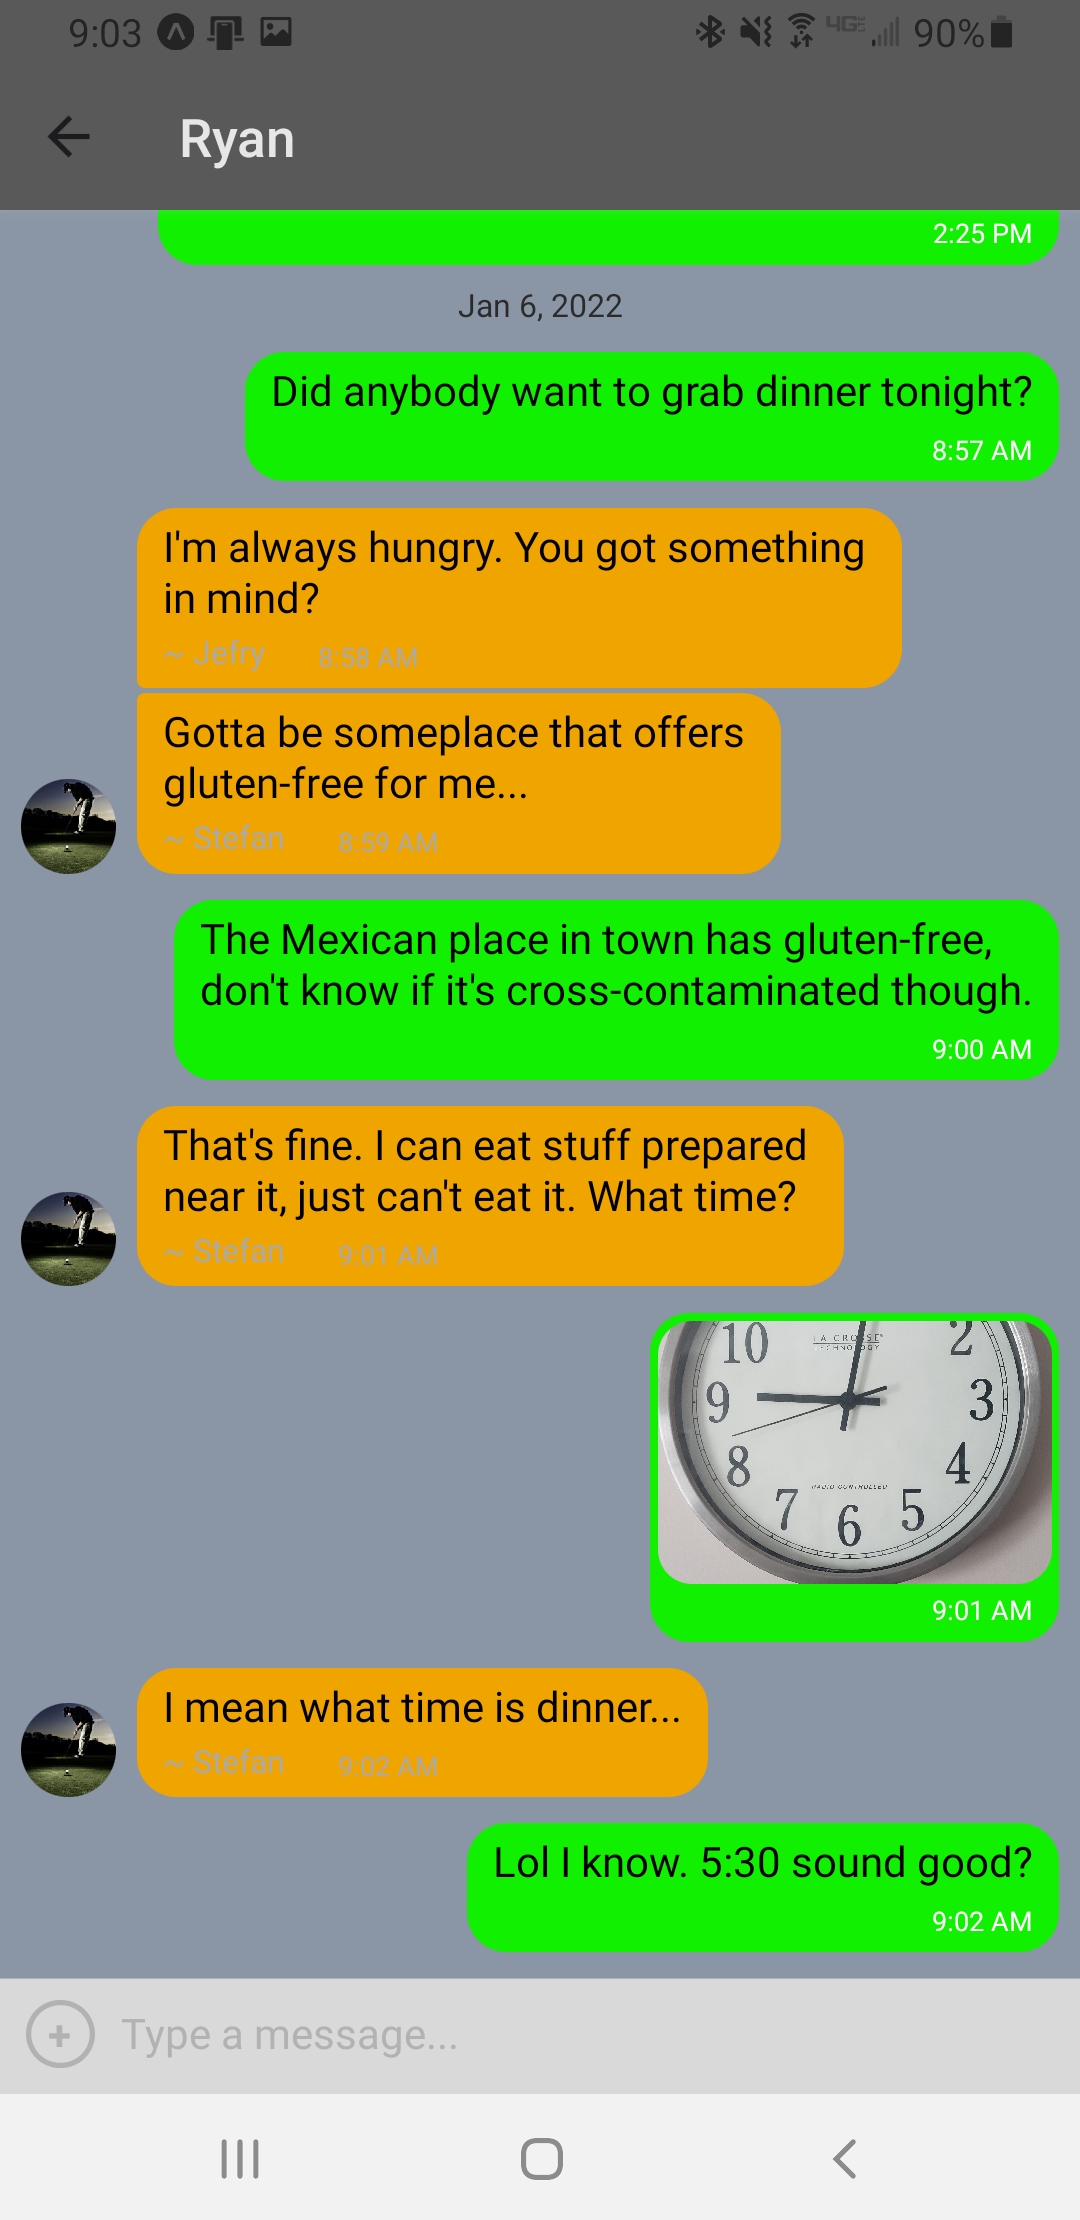 9:03
4G LTE 90%
Ryan
2:25 PM
Jan 6, 2022
Did anybody want to grab dinner tonight?
8:57 AM
I'm always hungry. You got something
in mind?
~ Jefry 8:58 AM
Gotta be someplace that offers
gluten-free for me...
~ Stefan 8:59 AM
The Mexican place in town has gluten-free,
don't know if it's cross-contaminated though.
9:00 AM
That's fine. I can eat stuff prepared
near it, just can't eat it. What time?
~ Stefan 9:01 AM
10 2
LA CROSSE
TECHNOLOGY
9 3
8 4
RADIO CONTROLLED
7 6 5
9:01 AM
I mean what time is dinner...
~ Stefan 9:02 AM
Lol I know. 5:30 sound good?
9:02 AM
Type a message...